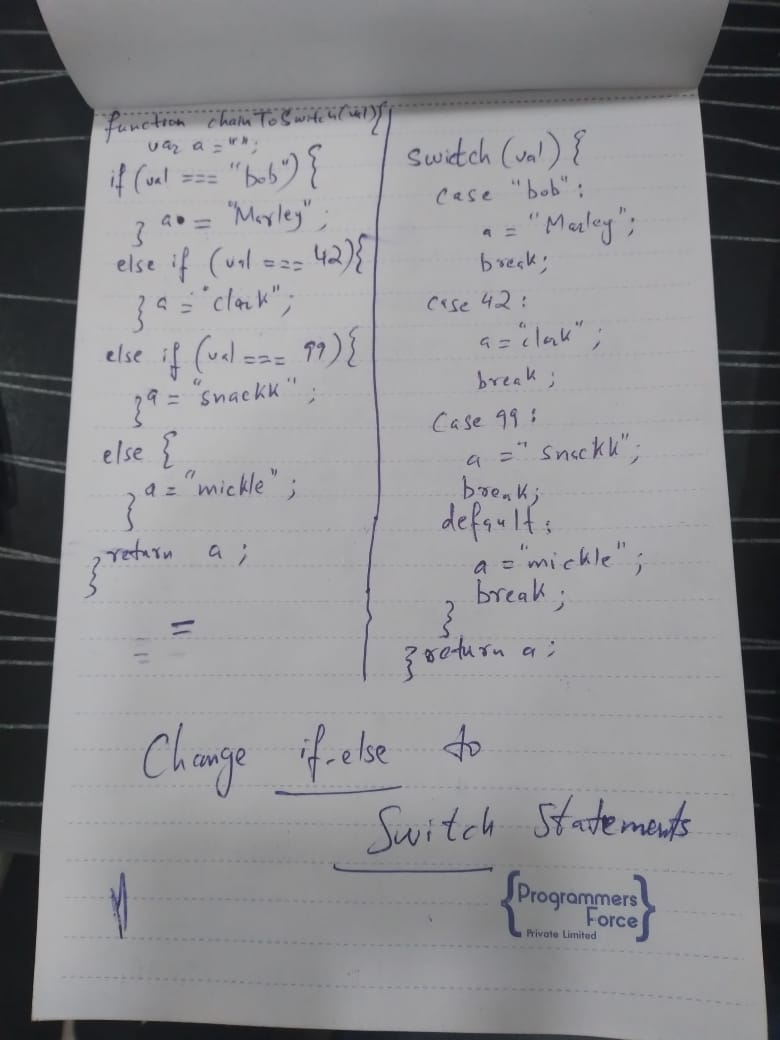 function chainToSwitch(val){
var a = "";
if (val === "bob") {
a = "Marley";
}
else if (val === 42){
a = "clark";
}
else if (val === 99){
a = "snackk";
}
else {
a = "mickle";
}
return a;
}
=
=
switch (val) {
case "bob":
a = "Marley";
break;
case 42:
a = "clark";
break;
Case 99:
a = "snackk";
break;
default:
a = "mickle";
break;
}
} return a;
Change if-else to
Switch Statements
{Programmers
Force}
Private Limited